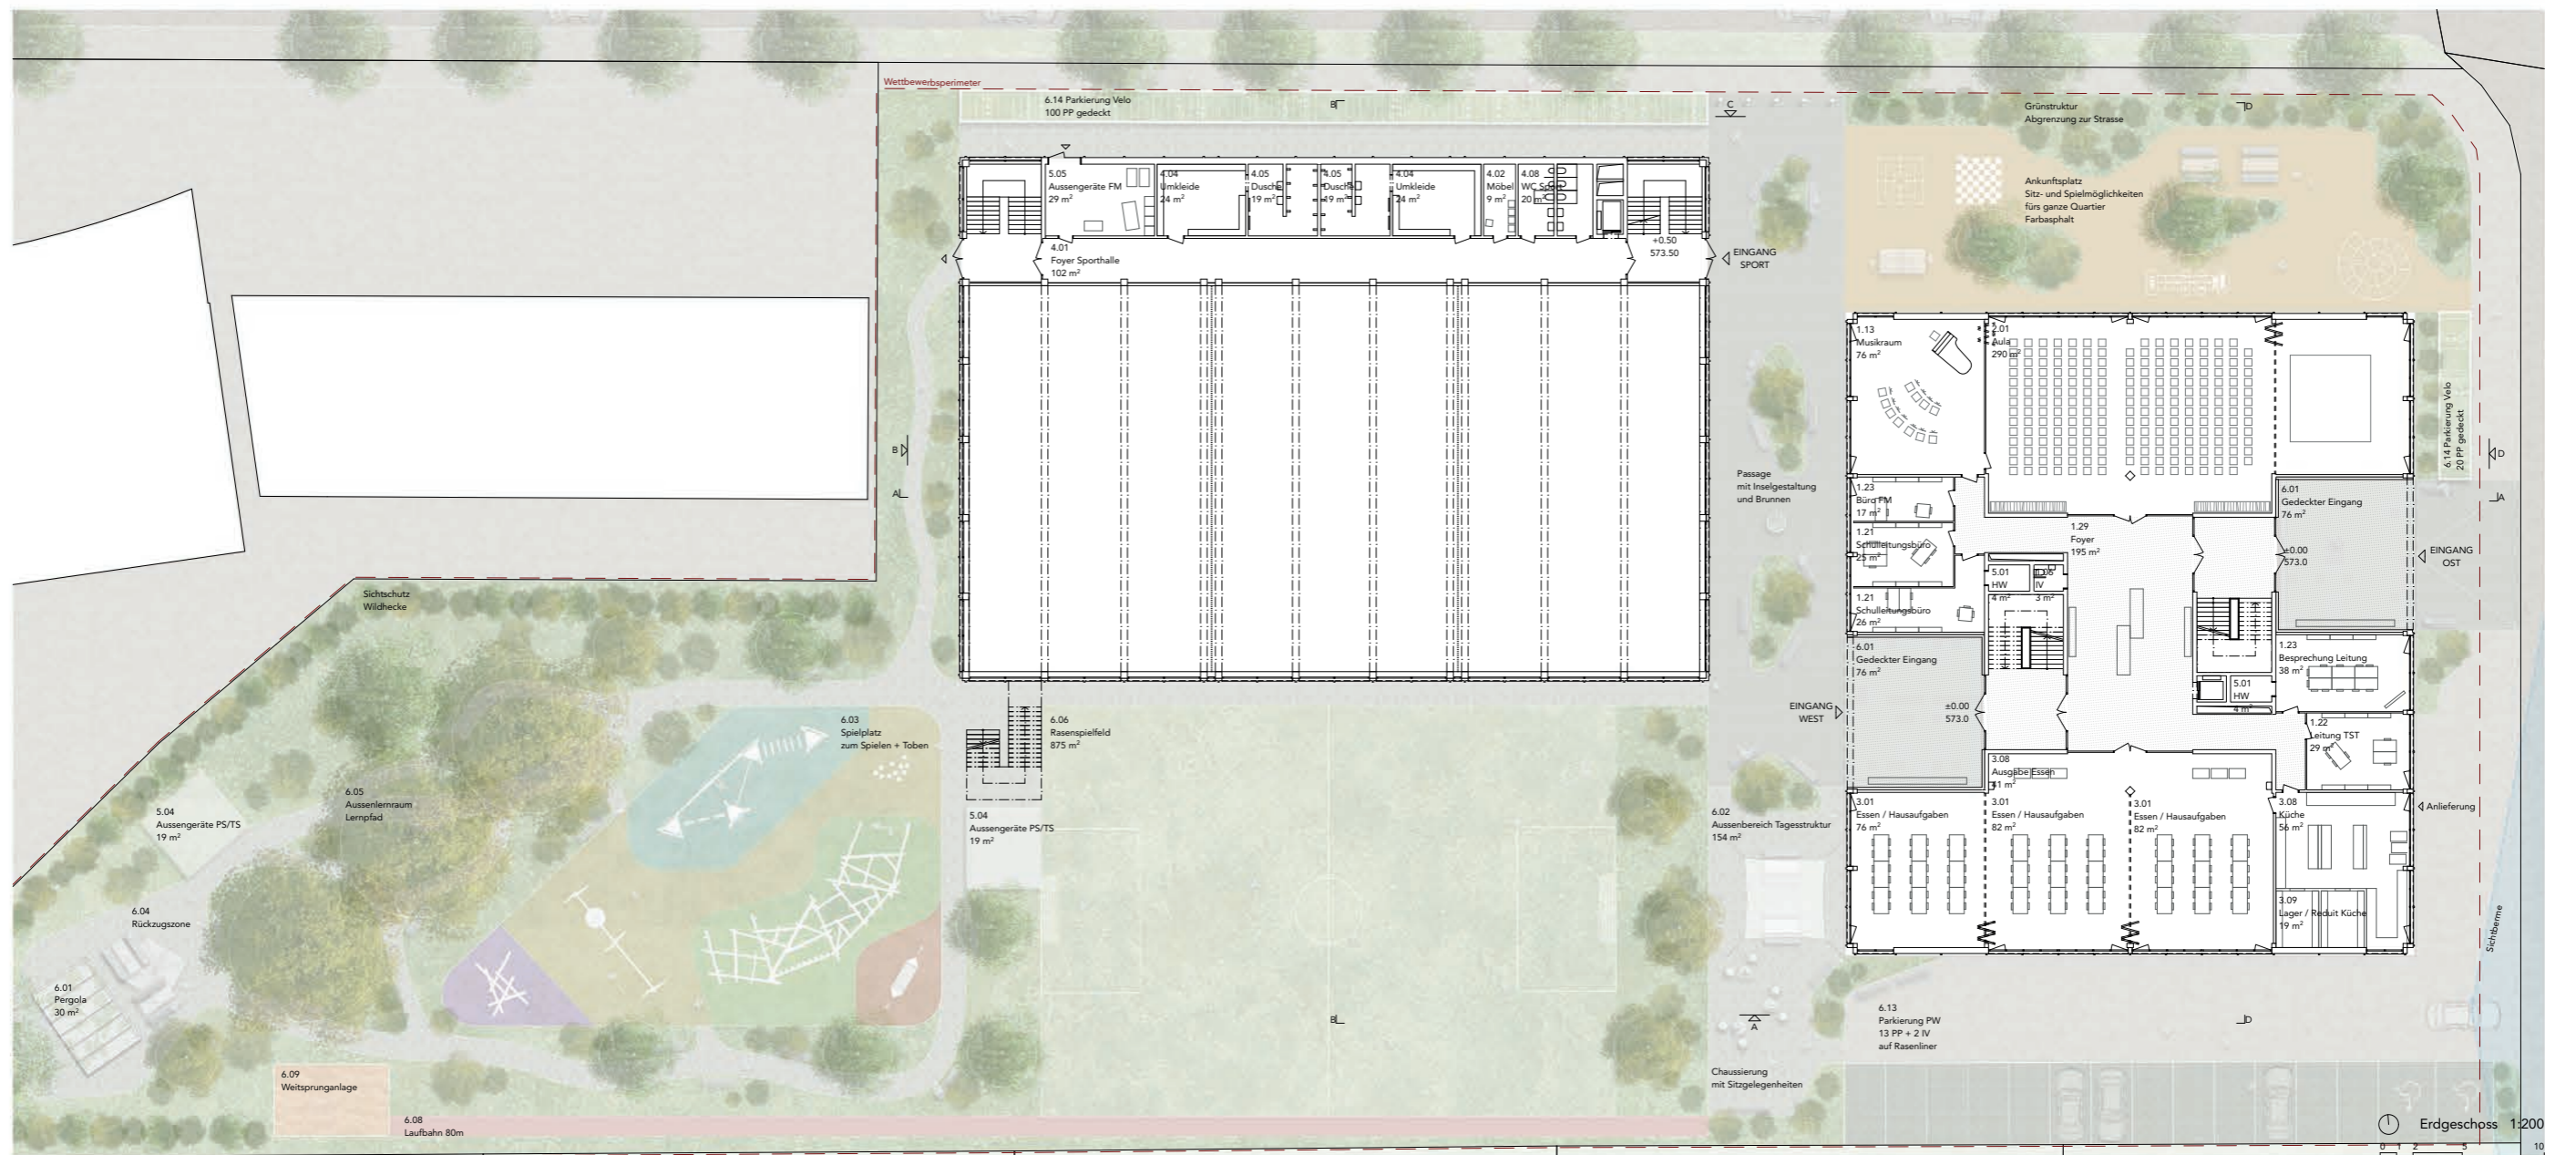 Wettbewerbsperimeter
6.14 Parkierung Velo
100 PP gedeckt
B
C
D
Grünstruktur
Abgrenzung zur Strasse
Ankunftsplatz
Sitz- und Spielmöglichkeiten
fürs ganze Quartier
Farbasphalt
5.05
Aussengeräte FM
29 m²
4.04
Umkleide
24 m²
4.05
Dusche
19 m²
4.05
Dusche
19 m²
4.04
Umkleide
24 m²
4.02
Möbel
9 m²
4.08
WC Sport
20 m²
4.01
Foyer Sporthalle
102 m²
+0.50
573.50
EINGANG
SPORT
1.13
Musikraum
76 m²
2.01
Aula
290 m²
6.14 Parkierung Velo
20 PP gedeckt
B
A
D
A
Passage
mit Inselgestaltung
und Brunnen
1.23
Büro FM
17 m²
1.21
Schulleitungsbüro
25 m²
1.21
Schulleitungsbüro
26 m²
1.29
Foyer
195 m²
5.01
HW
4 m²
IV
3 m²
6.01
Gedeckter Eingang
76 m²
±0.00
573.0
EINGANG
OST
6.01
Gedeckter Eingang
76 m²
±0.00
573.0
EINGANG
WEST
1.23
Besprechung Leitung
38 m²
5.01
HW
4 m²
1.22
Leitung TST
29 m²
Sichtschutz
Wildhecke
6.03
Spielplatz
zum Spielen + Toben
6.06
Rasenspielfeld
875 m²
6.05
Aussenlernraum
Lernpfad
5.04
Aussengeräte PS/TS
19 m²
5.04
Aussengeräte PS/TS
19 m²
6.02
Aussenbereich Tagesstruktur
154 m²
3.08
Ausgabe Essen
41 m²
3.01
Essen / Hausaufgaben
76 m²
3.01
Essen / Hausaufgaben
82 m²
3.01
Essen / Hausaufgaben
82 m²
3.08
Küche
56 m²
Anlieferung
3.09
Lager / Reduit Küche
19 m²
Sichtberme
6.04
Rückzugszone
6.01
Pergola
30 m²
6.13
Parkierung PW
13 PP + 2 IV
auf Rasenliner
B
A
D
6.09
Weitsprunganlage
Chaussierung
mit Sitzgelegenheiten
6.08
Laufbahn 80m
Erdgeschoss 1:200
0 1 2 5 10